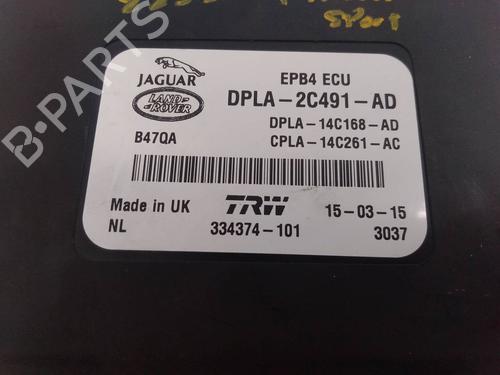 JAGUAR
LAND ROVER
B47QA
EPB4 ECU
DPLA-2C491-AD
DPLA-14C168-AD
CPLA-14C261-AC
Made in UK
TRW
15-03-15
NL
334374-101
3037
B PARTS